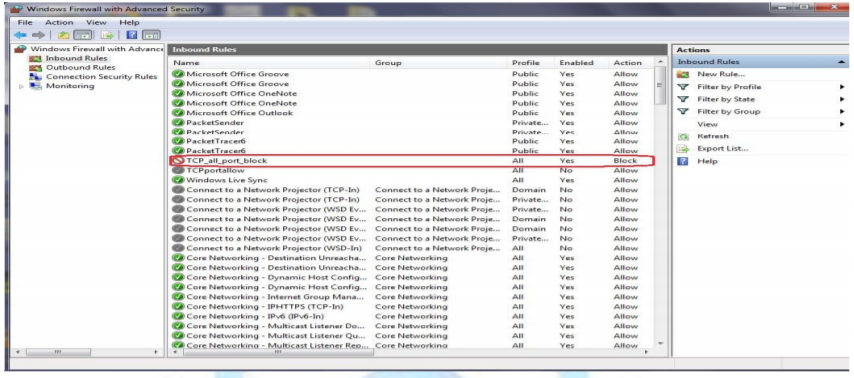 Windows Firewall with Advanced Security
File Action View Help
Windows Firewall with Advance
Inbound Rules
Outbound Rules
Connection Security Rules
Monitoring
Inbound Rules
Name Group Profile Enabled Action
Microsoft Office Groove Public Yes Allow
Microsoft Office Groove Public Yes Allow
Microsoft Office OneNote Public Yes Allow
Microsoft Office OneNote Public Yes Allow
Microsoft Office Outlook Public Yes Allow
PacketSender Private... Yes Allow
PacketSender Private... Yes Allow
PacketTracer6 Public Yes Allow
PacketTracer6 Public Yes Allow
TCP_all_port_block All Yes Block
TCPportallow All No Allow
Windows Live Sync All Yes Allow
Connect to a Network Projector (TCP-In) Connect to a Network Proje... Domain No Allow
Connect to a Network Projector (TCP-In) Connect to a Network Proje... Private... No Allow
Connect to a Network Projector (WSD Ev... Connect to a Network Proje... Private... No Allow
Connect to a Network Projector (WSD Ev... Connect to a Network Proje... Domain No Allow
Connect to a Network Projector (WSD Ev... Connect to a Network Proje... Domain No Allow
Connect to a Network Projector (WSD Ev... Connect to a Network Proje... Private... No Allow
Connect to a Network Projector (WSD-In) Connect to a Network Proje... All No Allow
Core Networking - Destination Unreacha... Core Networking All Yes Allow
Core Networking - Destination Unreacha... Core Networking All Yes Allow
Core Networking - Dynamic Host Config... Core Networking All Yes Allow
Core Networking - Dynamic Host Config... Core Networking All Yes Allow
Core Networking - Internet Group Mana... Core Networking All Yes Allow
Core Networking - IPHTTPS (TCP-In) Core Networking All Yes Allow
Core Networking - IPv6 (IPv6-In) Core Networking All Yes Allow
Core Networking - Multicast Listener Do... Core Networking All Yes Allow
Core Networking - Multicast Listener Qu... Core Networking All Yes Allow
Core Networking - Multicast Listener Rep... Core Networking All Yes Allow
Actions
Inbound Rules
New Rule...
Filter by Profile
Filter by State
Filter by Group
View
Refresh
Export List...
Help